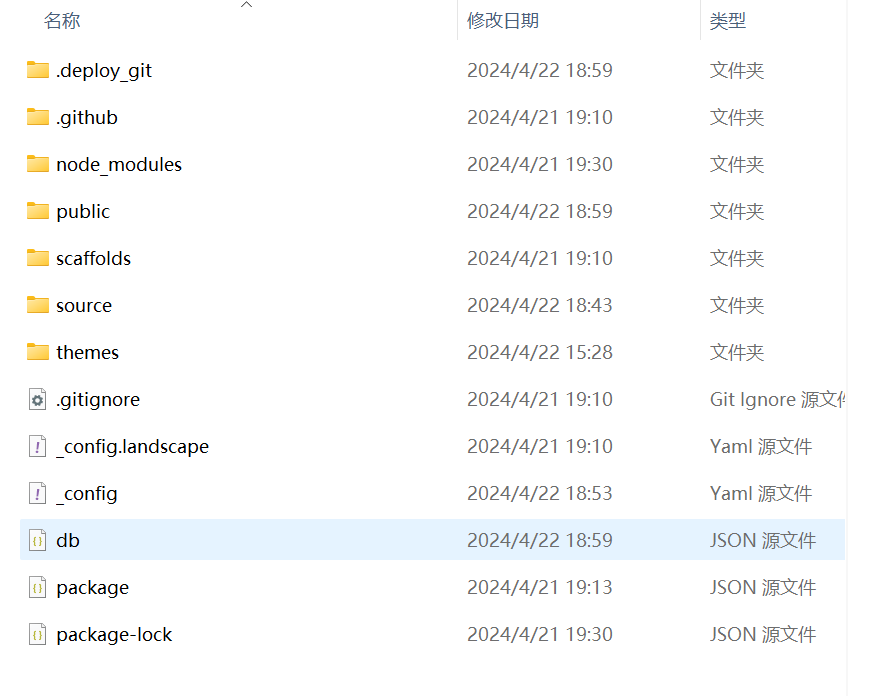 名称 修改日期 类型
.deploy_git 2024/4/22 18:59 文件夹
.github 2024/4/21 19:10 文件夹
node_modules 2024/4/21 19:30 文件夹
public 2024/4/22 18:59 文件夹
scaffolds 2024/4/21 19:10 文件夹
source 2024/4/22 18:43 文件夹
themes 2024/4/22 15:28 文件夹
.gitignore 2024/4/21 19:10 Git Ignore 源文件
_config.landscape 2024/4/21 19:10 Yaml 源文件
_config 2024/4/22 18:53 Yaml 源文件
db 2024/4/22 18:59 JSON 源文件
package 2024/4/21 19:13 JSON 源文件
package-lock 2024/4/21 19:30 JSON 源文件